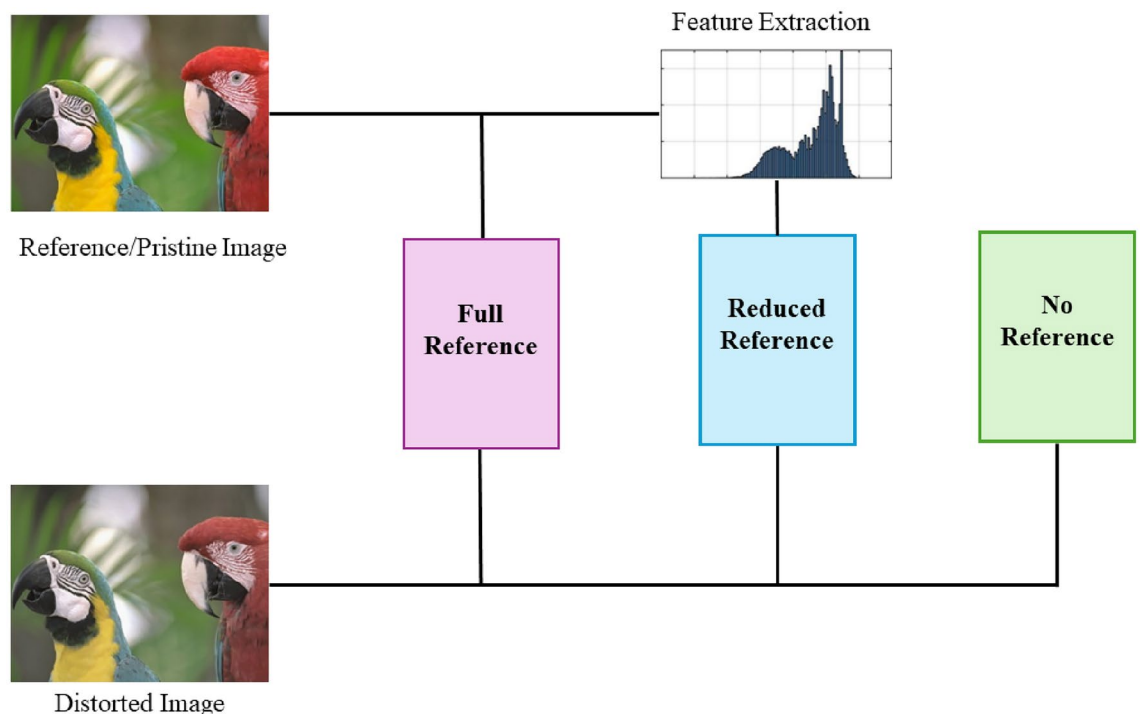 Feature Extraction
Reference/Pristine Image
Full
Reference
Reduced
Reference
No
Reference
Distorted Image